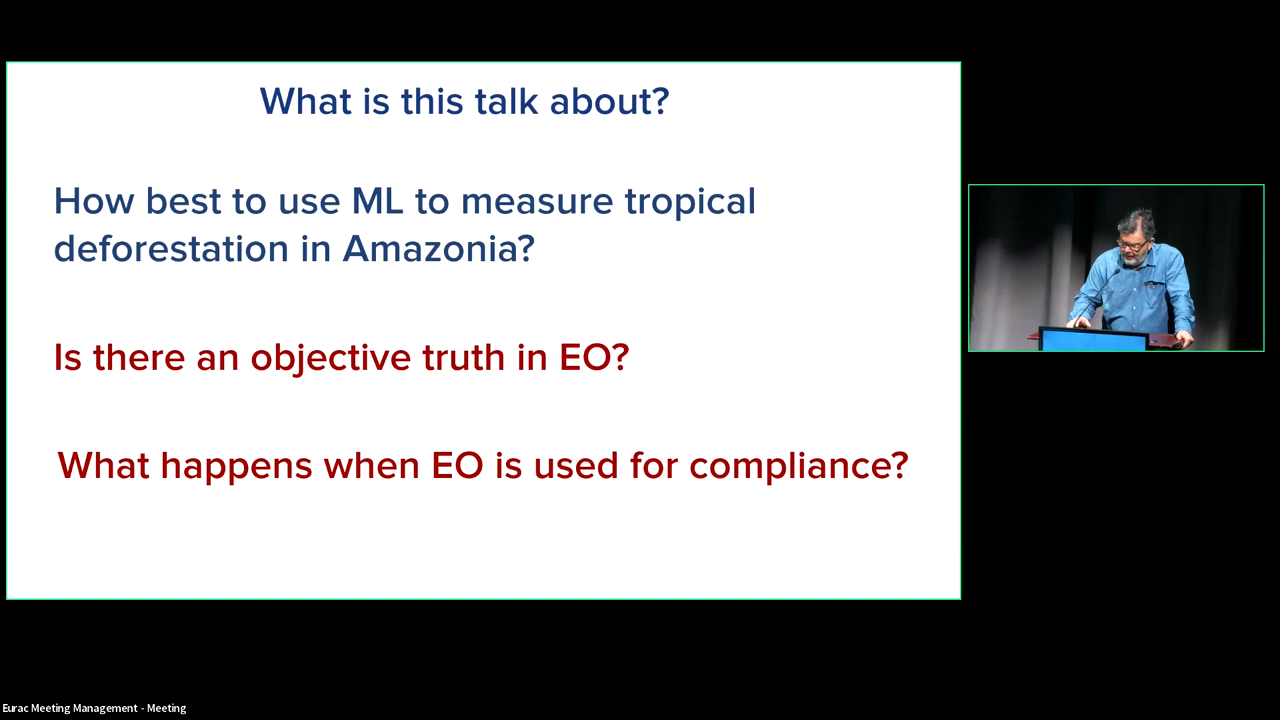 What is this talk about?
How best to use ML to measure tropical
deforestation in Amazonia?
Is there an objective truth in EO?
What happens when EO is used for compliance?
Eurac Meeting Management - Meeting